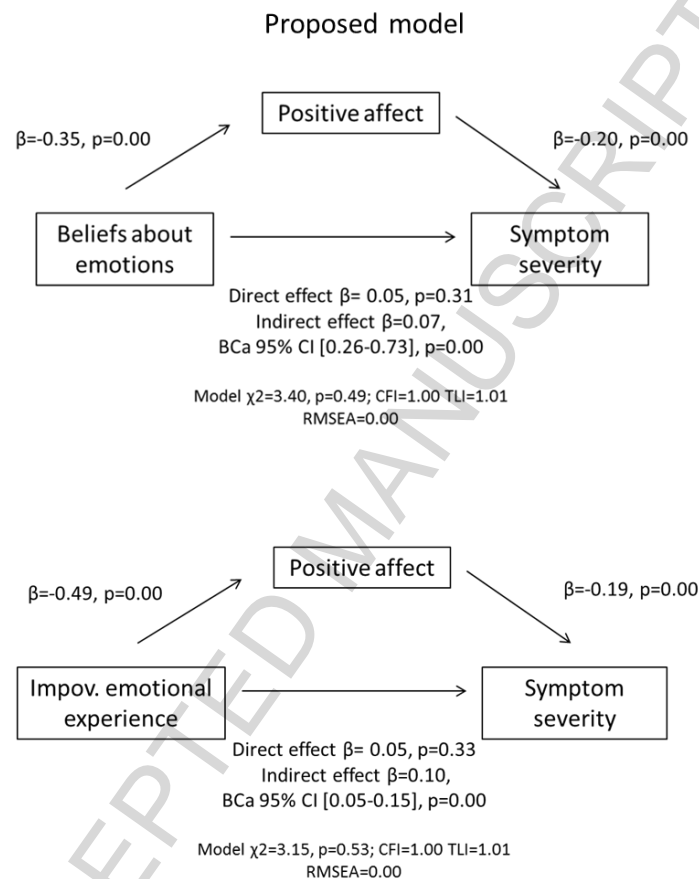 Proposed model
Positive affect
β=-0.35, p=0.00
β=-0.20, p=0.00
Beliefs about
emotions
Symptom
severity
Direct effect β= 0.05, p=0.31
Indirect effect β=0.07,
BCa 95% CI [0.26-0.73], p=0.00
Model χ2=3.40, p=0.49; CFI=1.00 TLI=1.01
RMSEA=0.00
Positive affect
β=-0.49, p=0.00
β=-0.19, p=0.00
Impov. emotional
experience
Symptom
severity
Direct effect β= 0.05, p=0.33
Indirect effect β=0.10,
BCa 95% CI [0.05-0.15], p=0.00
Model χ2=3.15, p=0.53; CFI=1.00 TLI=1.01
RMSEA=0.00
EPTED MANUSCRIPT